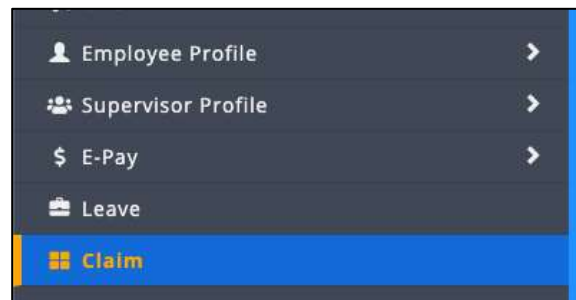 Employee Profile
Supervisor Profile
$ E-Pay
Leave
Claim